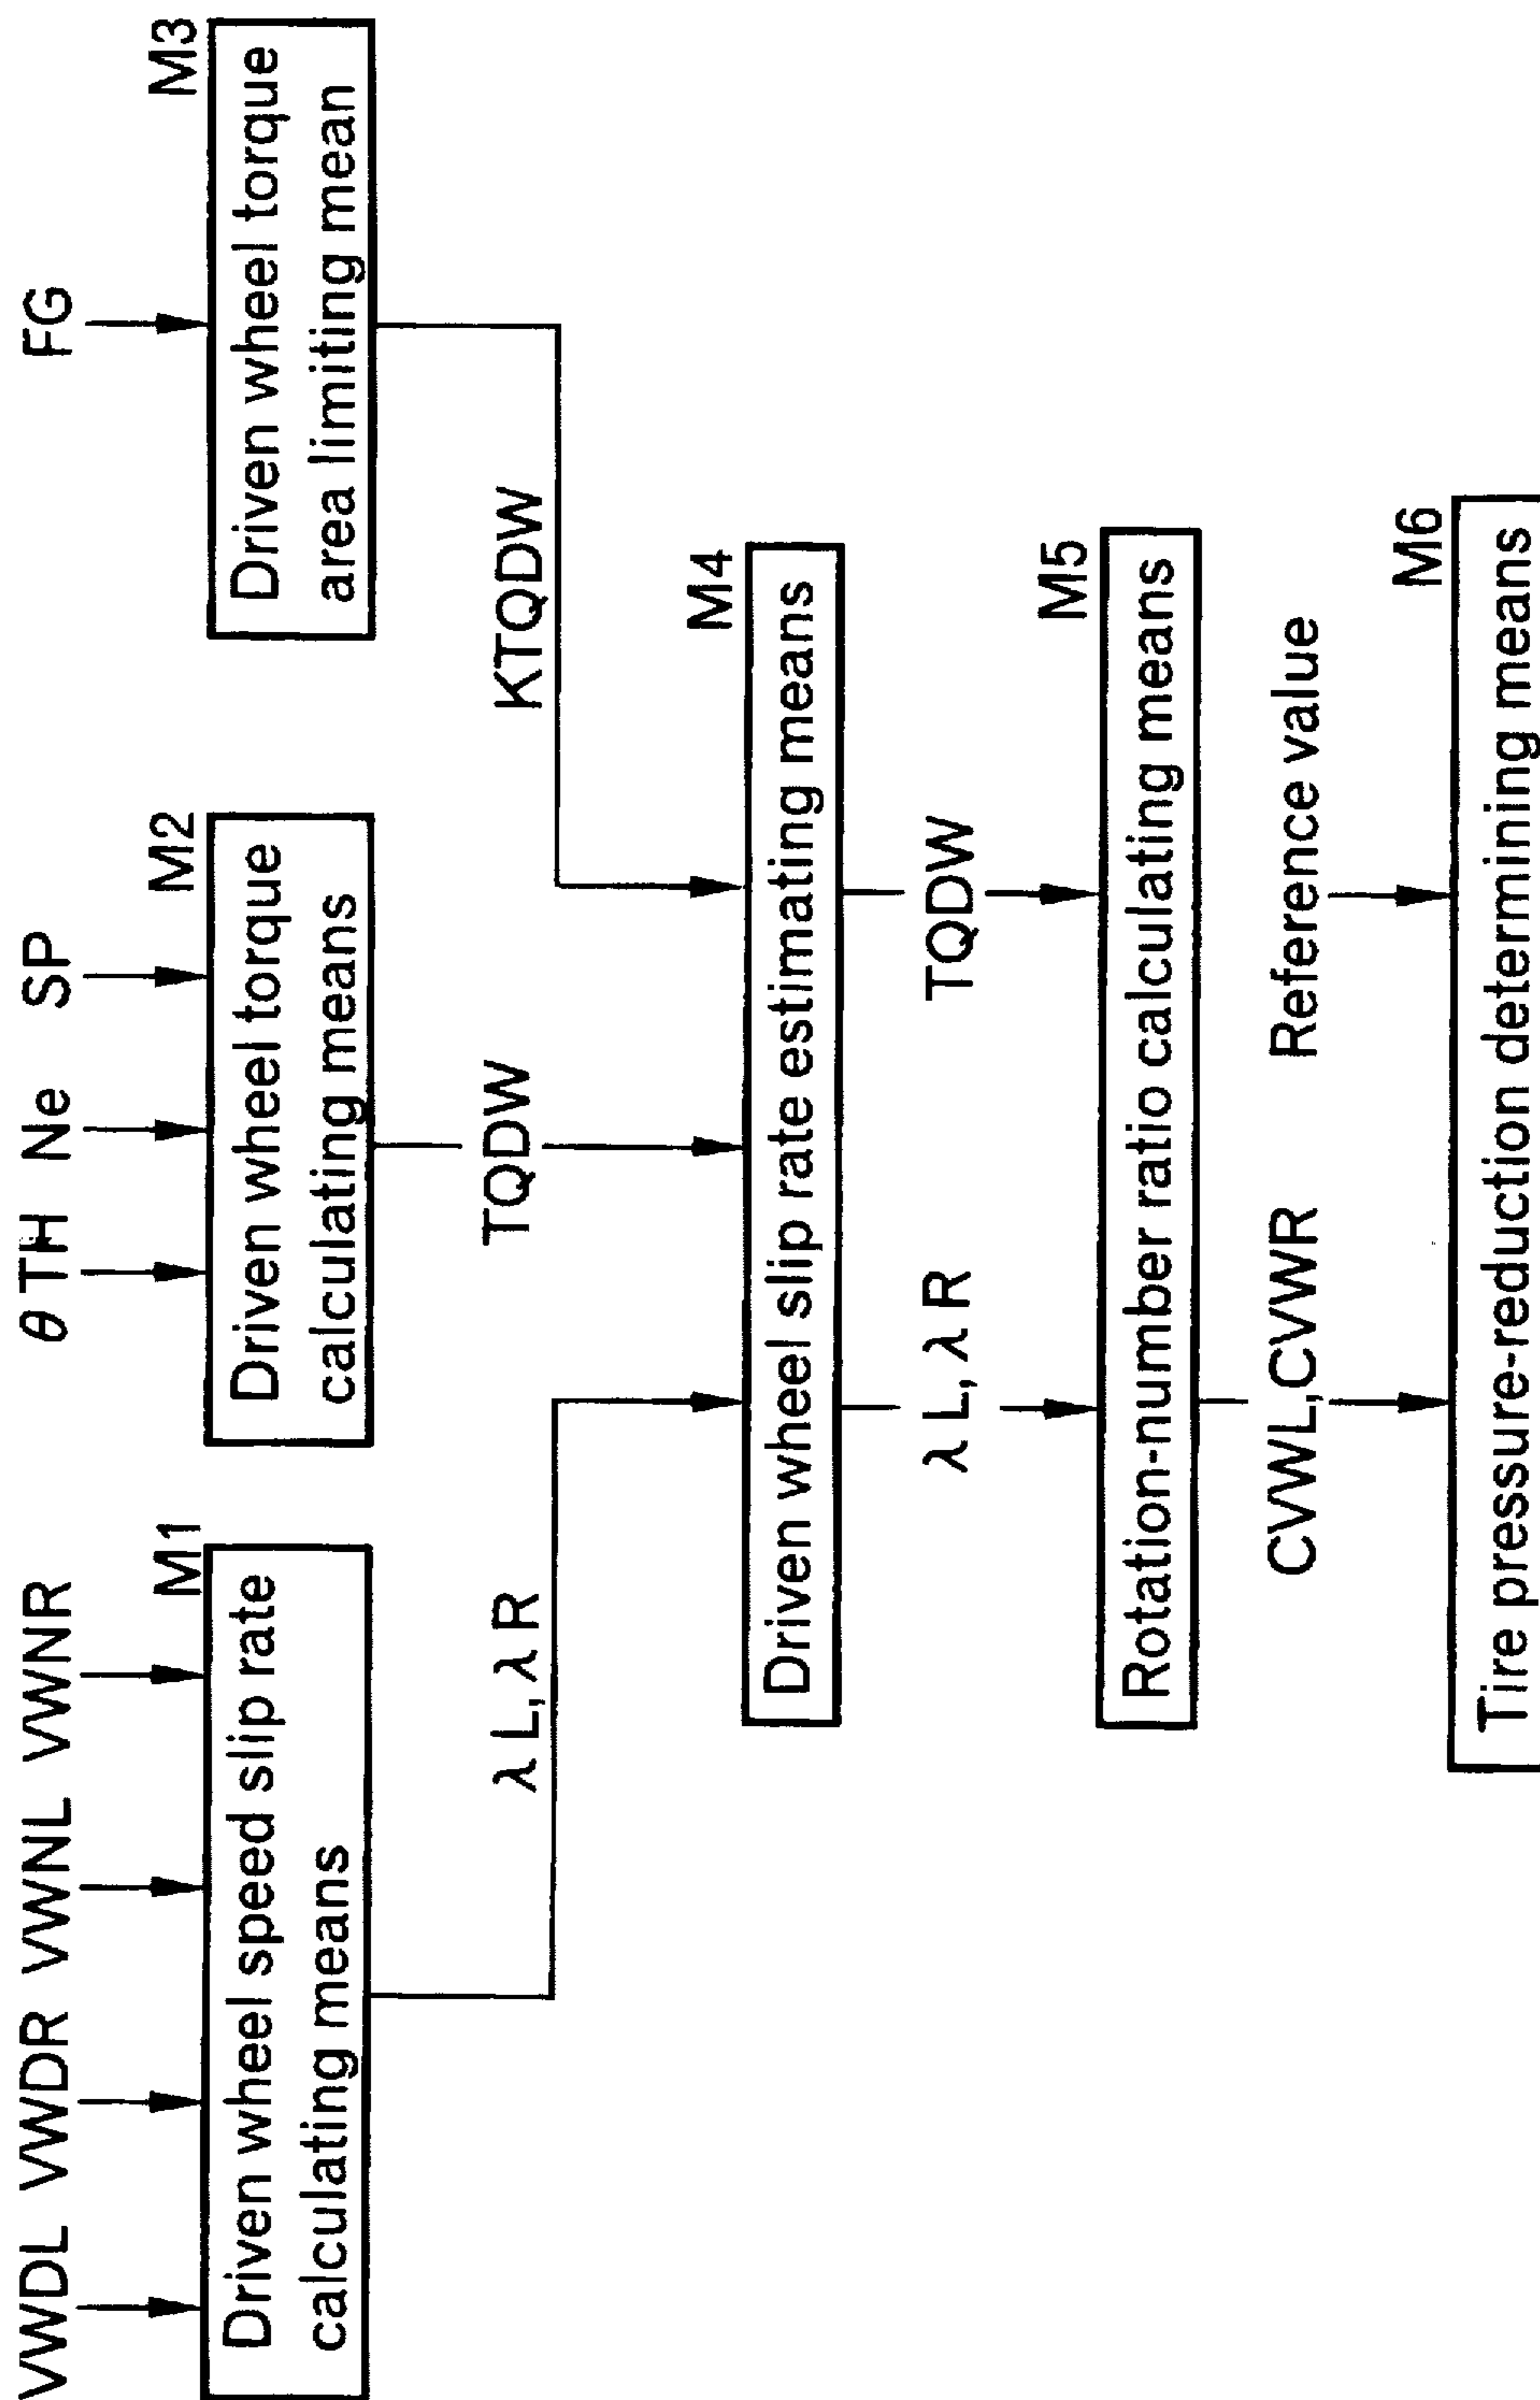 VWDL VWDR VWNL VWNR
θTH Ne SP
FG
M1
Driven wheel speed slip rate
calculating means
M2
Driven wheel torque
calculating means
M3
Driven wheel torque
area limiting mean
λL,λR
TQDW
KTQDW
M4
Driven wheel slip rate estimating means
λL,λR
TQDW
M5
Rotation-number ratio calculating means
CVWL,CVWR
Reference value
M6
Tire pressure-reduction determining means